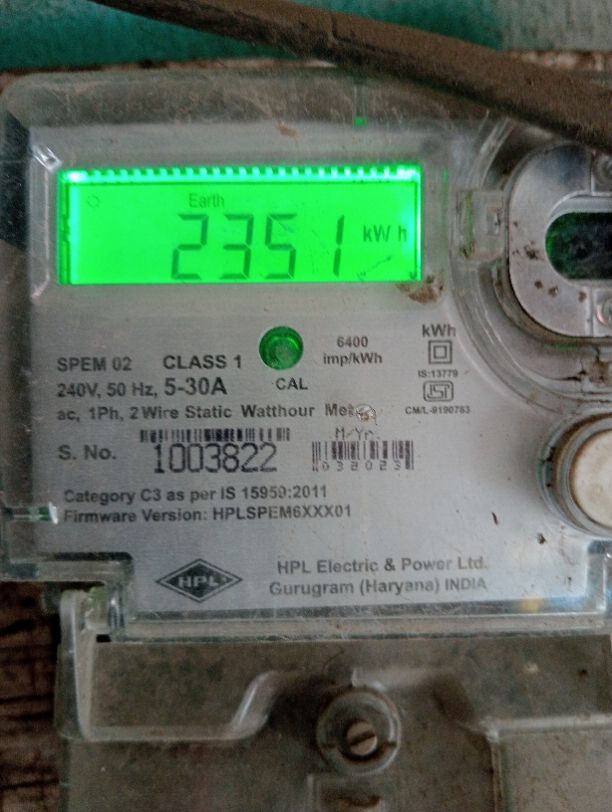 Earth
2351 kWh
6400
imp/kWh
kWh
SPEM 02 CLASS 1
240V, 50 Hz, 5-30A
CAL
IS:13779
ISI
CM/L-9190783
ac, 1Ph, 2 Wire Static Watthour Meter
M/Yr.
S. No. 1003822
032023
Category C3 as per IS 15959:2011
Firmware Version: HPLSPEM6XXX01
HPL
HPL Electric & Power Ltd.
Gurugram (Haryana) INDIA